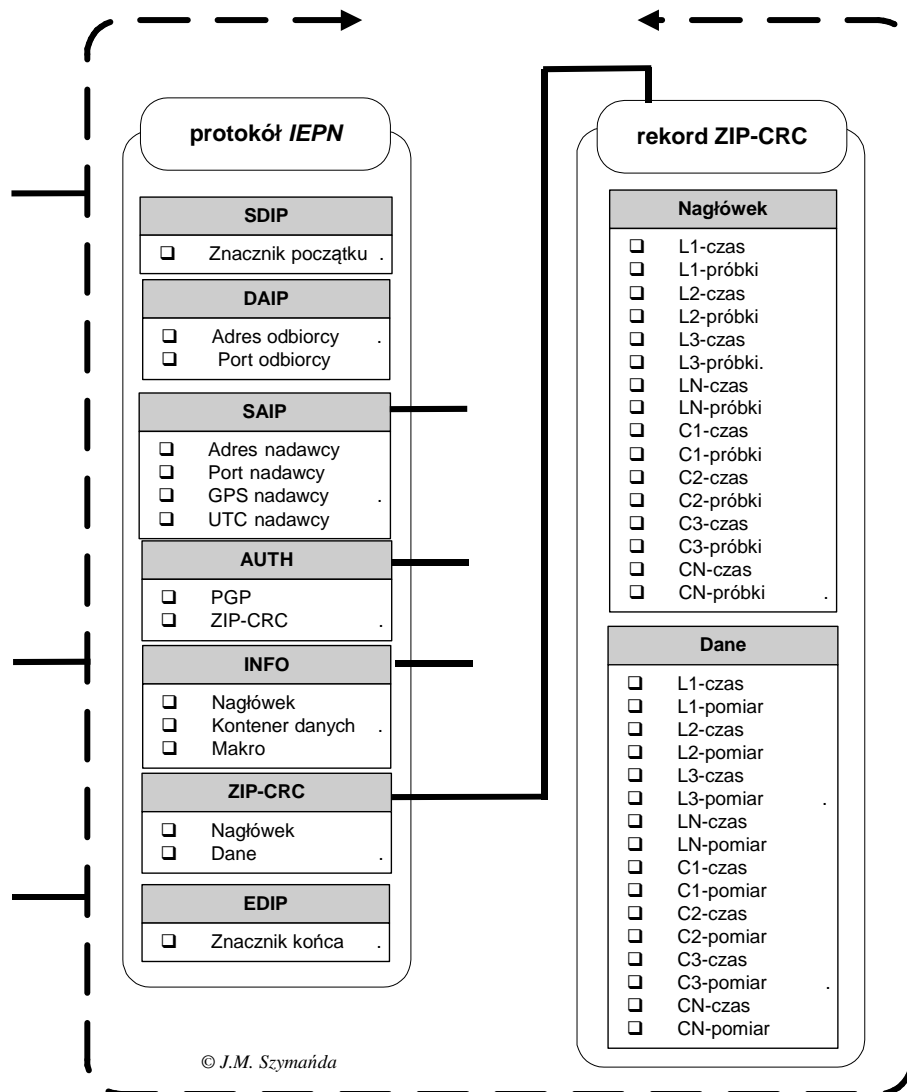 protokół IEPN
SDIP
Znacznik początku .
DAIP
Adres odbiorcy .
Port odbiorcy
SAIP
Adres nadawcy
Port nadawcy
GPS nadawcy .
UTC nadawcy
AUTH
PGP
ZIP-CRC .
INFO
Nagłówek
Kontener danych .
Makro
ZIP-CRC
Nagłówek
Dane .
EDIP
Znacznik końca .
© J.M. Szymańda
rekord ZIP-CRC
Nagłówek
L1-czas
L1-próbki
L2-czas
L2-próbki
L3-czas
L3-próbki.
LN-czas
LN-próbki
C1-czas
C1-próbki
C2-czas
C2-próbki
C3-czas
C3-próbki
CN-czas
CN-próbki .
Dane
L1-czas
L1-pomiar
L2-czas
L2-pomiar
L3-czas
L3-pomiar .
LN-czas
LN-pomiar
C1-czas
C1-pomiar
C2-czas
C2-pomiar
C3-czas
C3-pomiar .
CN-czas
CN-pomiar